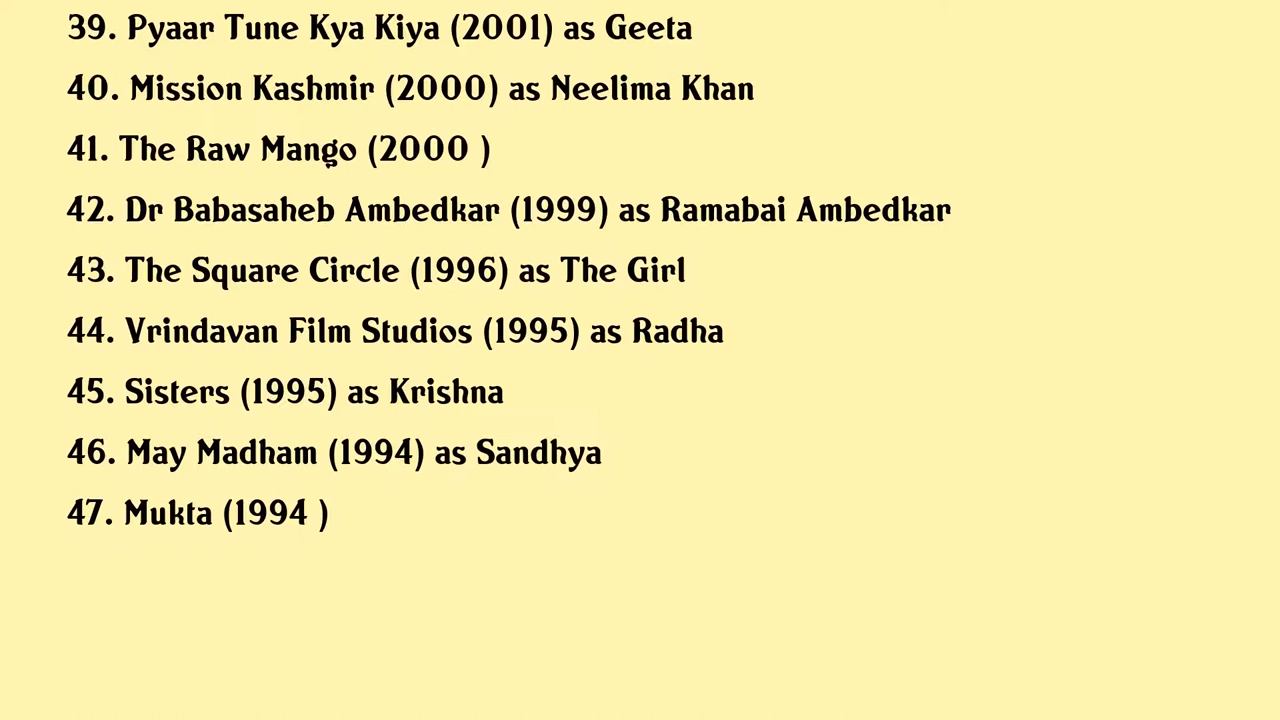 39. Pyaar Tune Kya Kiya (2001) as Geeta
40. Mission Kashmir (2000) as Neelima Khan
41. The Raw Mango (2000 )
42. Dr Babasaheb Ambedkar (1999) as Ramabai Ambedkar
43. The Square Circle (1996) as The Girl
44. Vrindavan Film Studios (1995) as Radha
45. Sisters (1995) as Krishna
46. May Madham (1994) as Sandhya
47. Mukta (1994 )